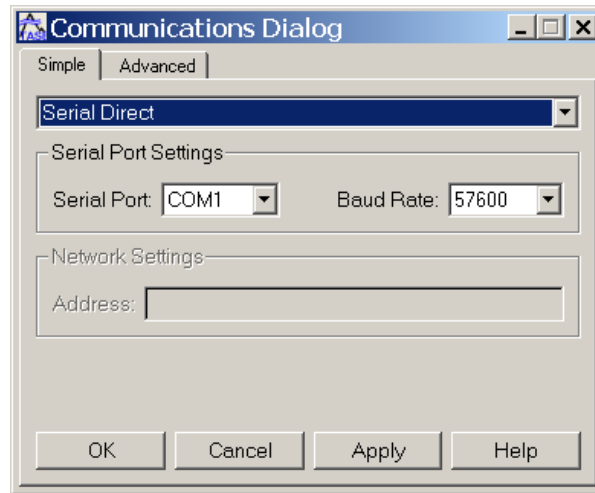 TASI Communications Dialog
Simple Advanced
Serial Direct
Serial Port Settings
Serial Port: COM1 Baud Rate: 57600
Network Settings
Address:
OK Cancel Apply Help